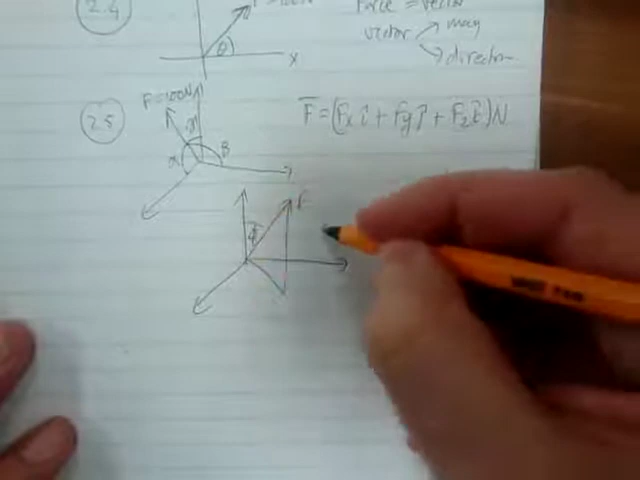 2.4
θ
x
Force = vector
vector
mag
direction
2.5
F=100N
γ
α
β
F = (Fx i + Fy j + Fz k) N
F
φ